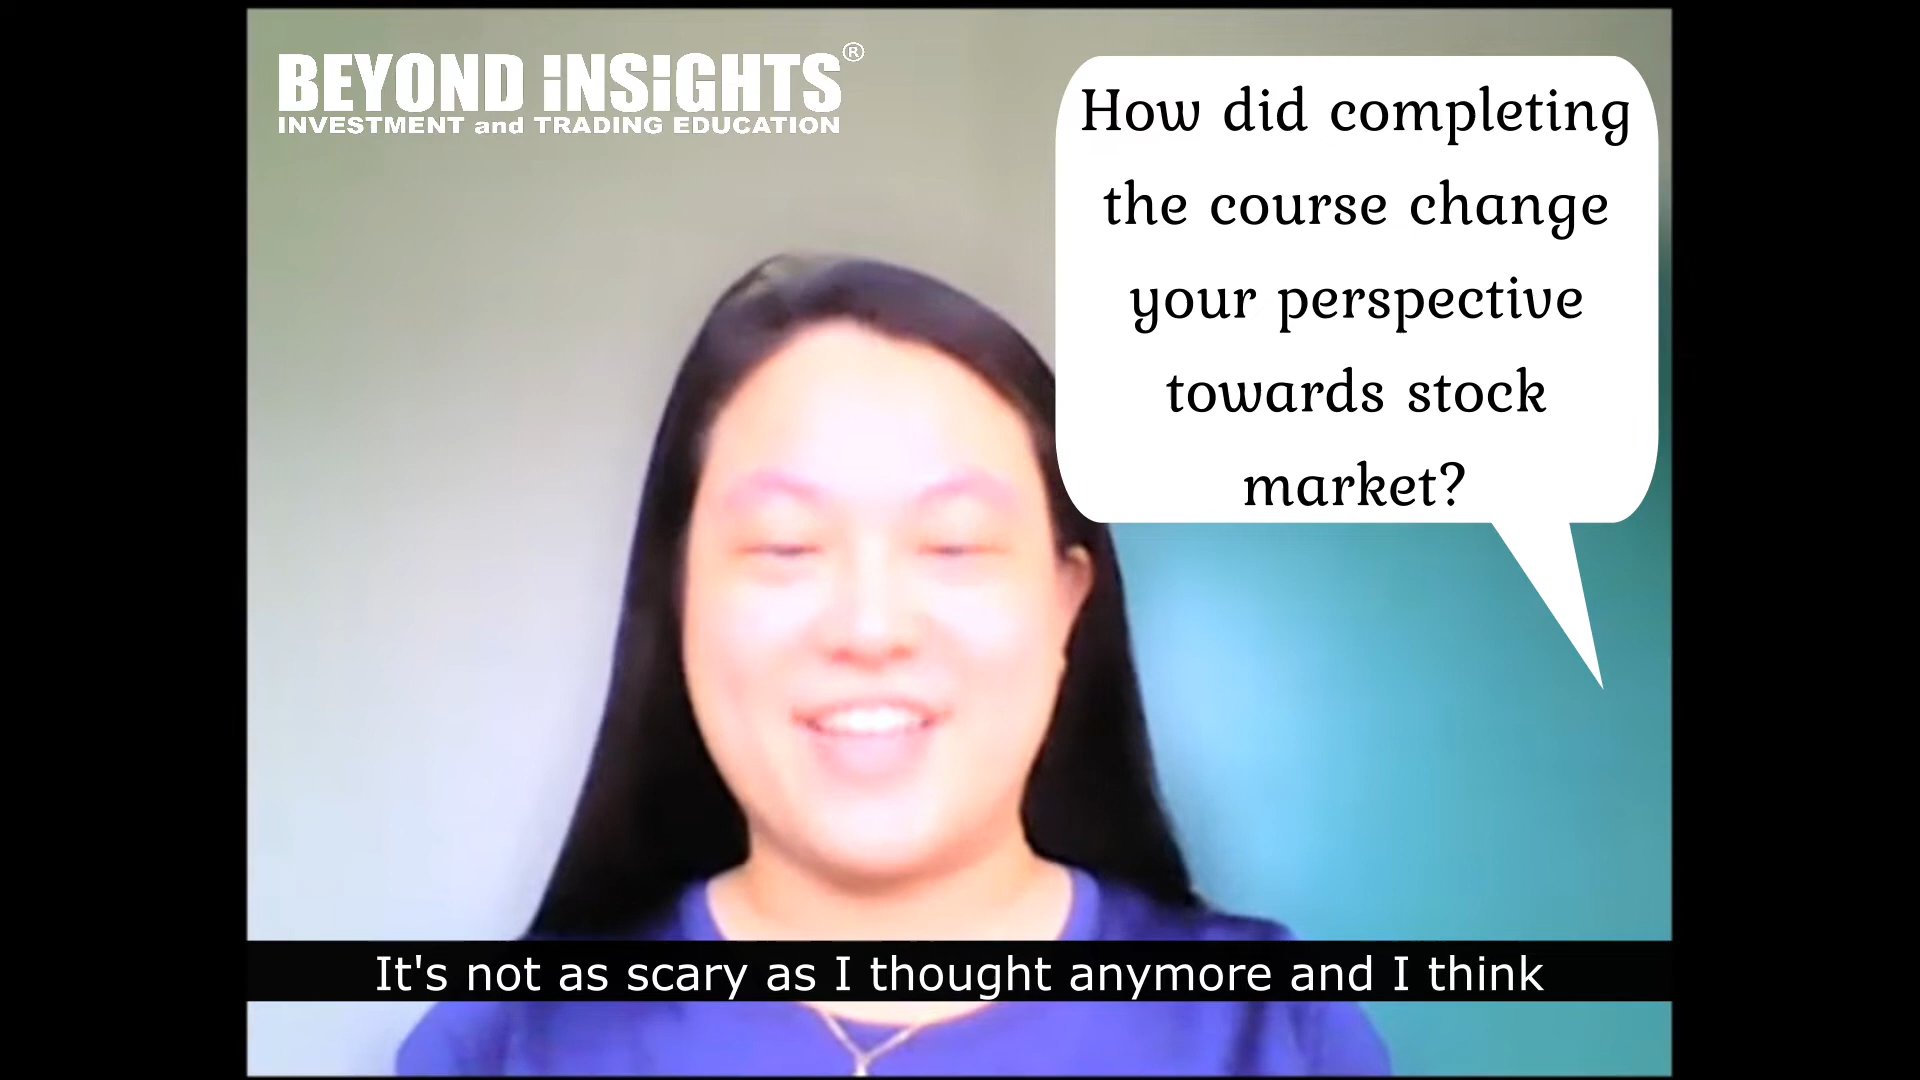 BEYOND iNSiGHTS®
INVESTMENT and TRADING EDUCATION
How did completing
the course change
your perspective
towards stock
market?
It's not as scary as I thought anymore and I think